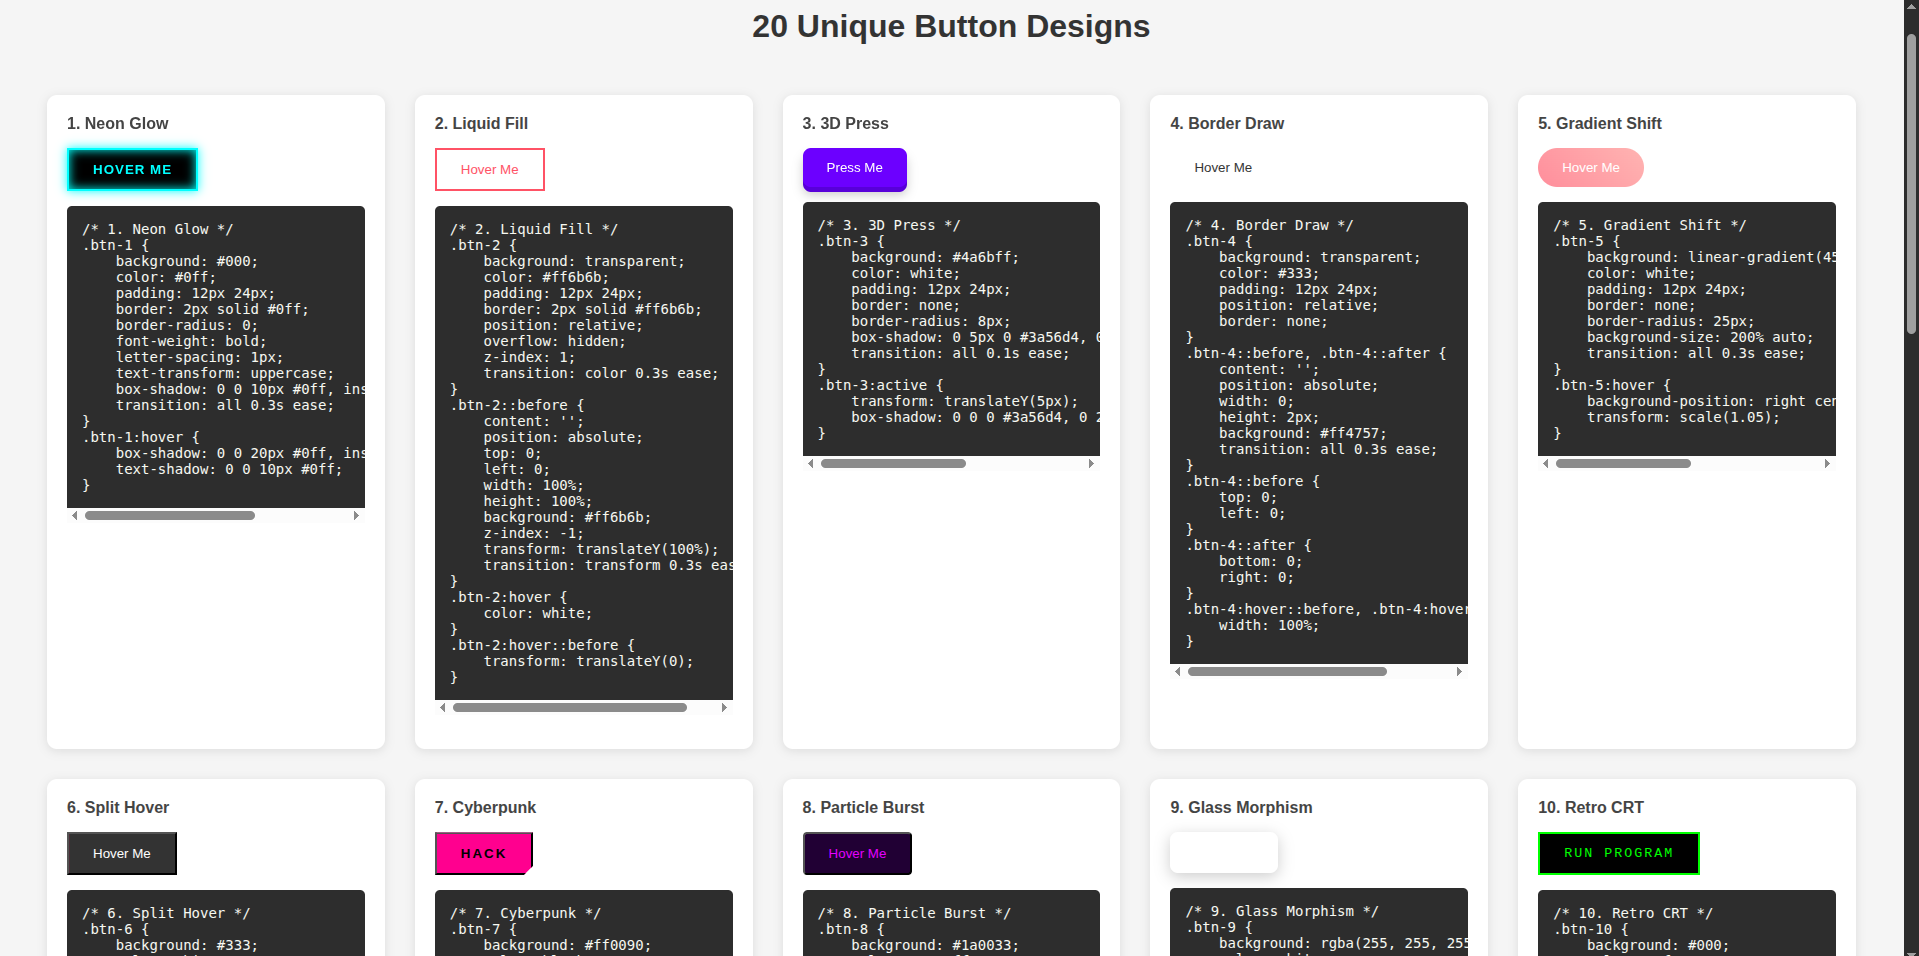 20 Unique Button Designs
1. Neon Glow
HOVER ME
/* 1. Neon Glow */
.btn-1 {
    background: #000;
    color: #0ff;
    padding: 12px 24px;
    border: 2px solid #0ff;
    border-radius: 0;
    font-weight: bold;
    letter-spacing: 1px;
    text-transform: uppercase;
    box-shadow: 0 0 10px #0ff, ins
    transition: all 0.3s ease;
}
.btn-1:hover {
    box-shadow: 0 0 20px #0ff, ins
    text-shadow: 0 0 10px #0ff;
}
2. Liquid Fill
Hover Me
/* 2. Liquid Fill */
.btn-2 {
    background: transparent;
    color: #ff6b6b;
    padding: 12px 24px;
    border: 2px solid #ff6b6b;
    position: relative;
    overflow: hidden;
    z-index: 1;
    transition: color 0.3s ease;
}
.btn-2::before {
    content: '';
    position: absolute;
    top: 0;
    left: 0;
    width: 100%;
    height: 100%;
    background: #ff6b6b;
    z-index: -1;
    transform: translateY(100%);
    transition: transform 0.3s eas
}
.btn-2:hover {
    color: white;
}
.btn-2:hover::before {
    transform: translateY(0);
}
3. 3D Press
Press Me
/* 3. 3D Press */
.btn-3 {
    background: #4a6bff;
    color: white;
    padding: 12px 24px;
    border: none;
    border-radius: 8px;
    box-shadow: 0 5px 0 #3a56d4, 0
    transition: all 0.1s ease;
}
.btn-3:active {
    transform: translateY(5px);
    box-shadow: 0 0 0 #3a56d4, 0 2
}
4. Border Draw
Hover Me
/* 4. Border Draw */
.btn-4 {
    background: transparent;
    color: #333;
    padding: 12px 24px;
    position: relative;
    border: none;
}
.btn-4::before, .btn-4::after {
    content: '';
    position: absolute;
    width: 0;
    height: 2px;
    background: #ff4757;
    transition: all 0.3s ease;
}
.btn-4::before {
    top: 0;
    left: 0;
}
.btn-4::after {
    bottom: 0;
    right: 0;
}
.btn-4:hover::before, .btn-4:hover
    width: 100%;
}
5. Gradient Shift
Hover Me
/* 5. Gradient Shift */
.btn-5 {
    background: linear-gradient(45
    color: white;
    padding: 12px 24px;
    border: none;
    border-radius: 25px;
    background-size: 200% auto;
    transition: all 0.3s ease;
}
.btn-5:hover {
    background-position: right cen
    transform: scale(1.05);
}
6. Split Hover
Hover Me
/* 6. Split Hover */
.btn-6 {
    background: #333;
7. Cyberpunk
HACK
/* 7. Cyberpunk */
.btn-7 {
    background: #ff0090;
8. Particle Burst
Hover Me
/* 8. Particle Burst */
.btn-8 {
    background: #1a0033;
9. Glass Morphism
/* 9. Glass Morphism */
.btn-9 {
    background: rgba(255, 255, 255
10. Retro CRT
RUN PROGRAM
/* 10. Retro CRT */
.btn-10 {
    background: #000;